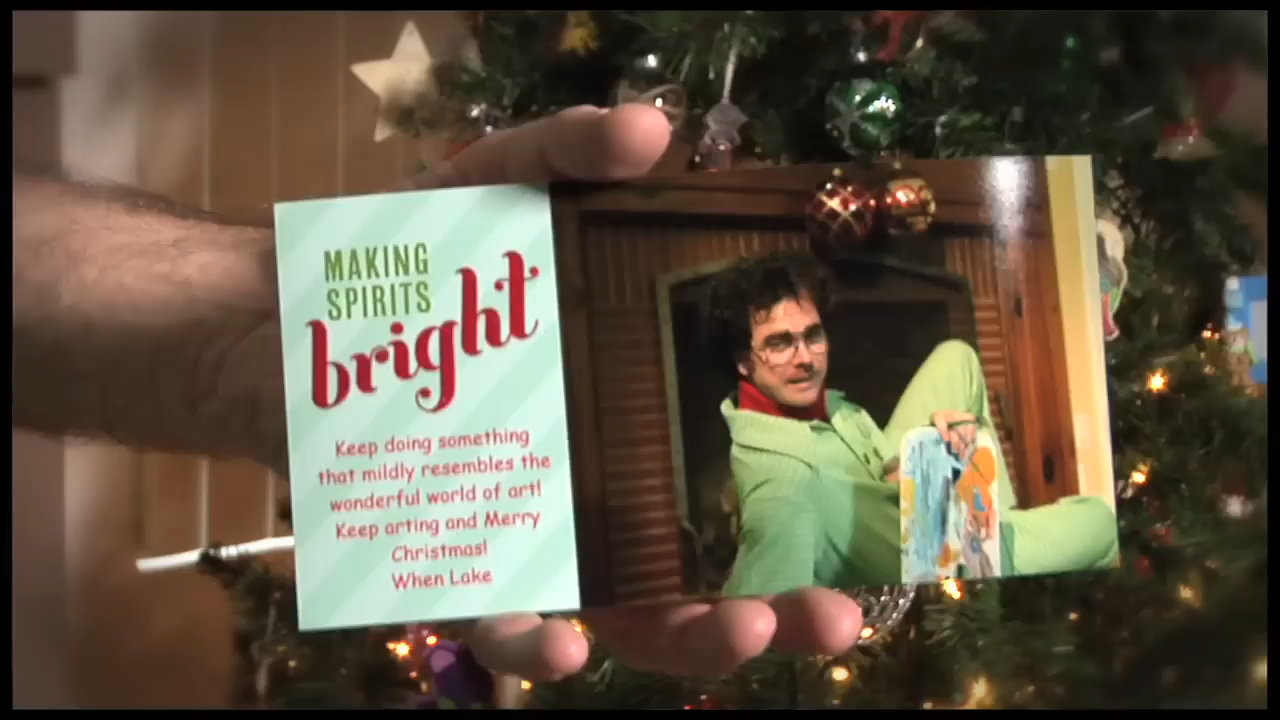 MAKING
SPIRITS
bright
Keep doing something
that mildly resembles the
wonderful world of art!
Keep arting and Merry
Christmas!
When Lake